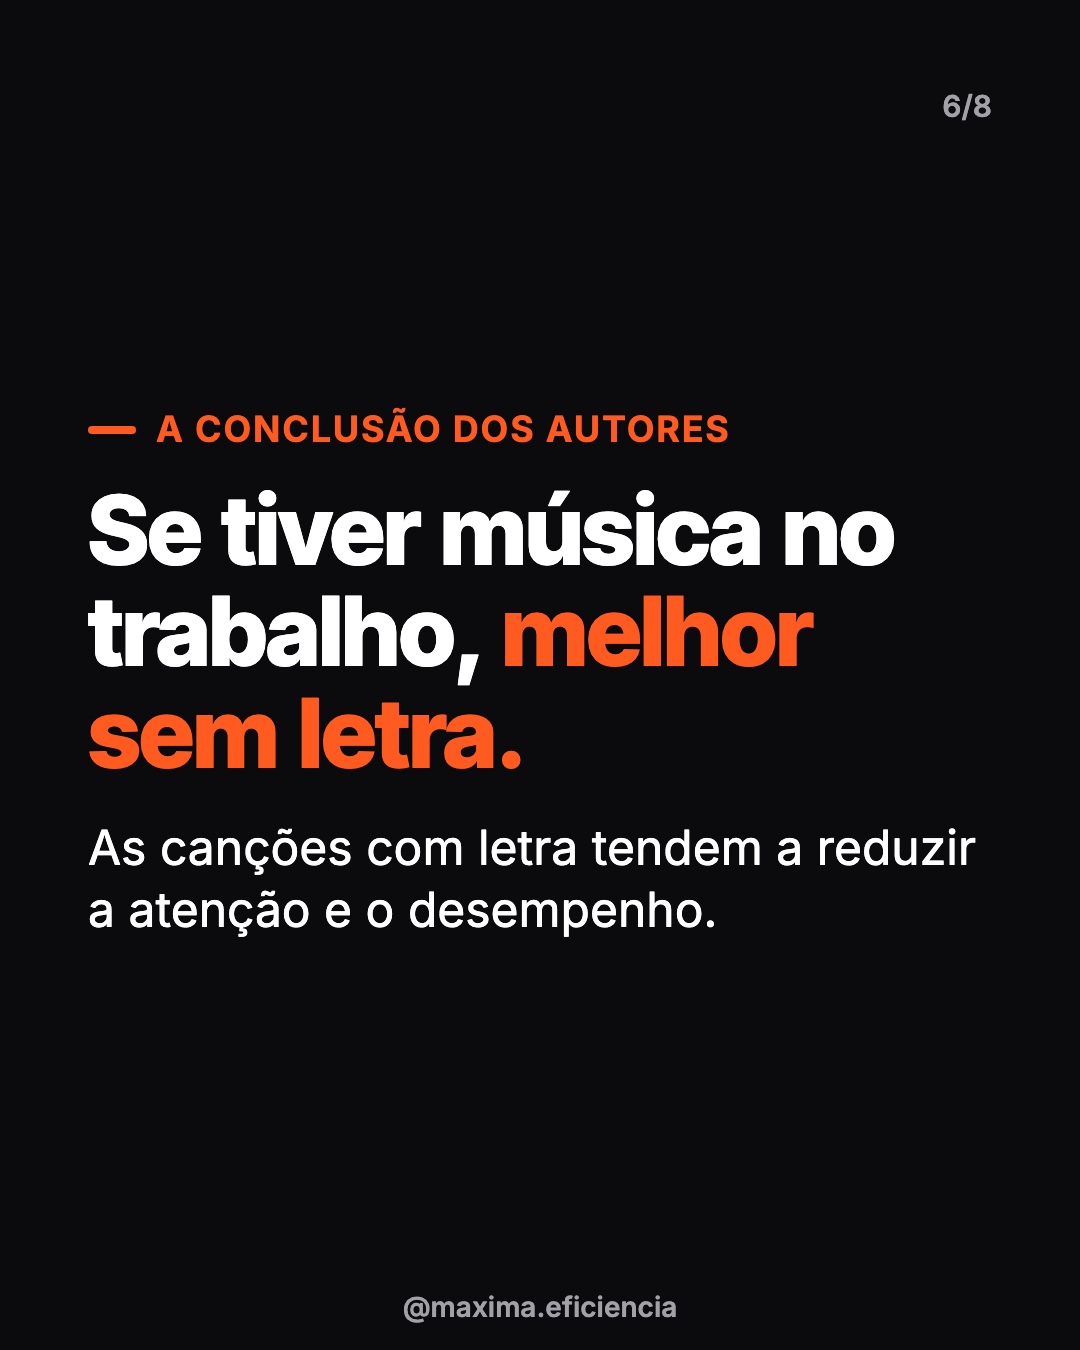 6/8
A CONCLUSÃO DOS AUTORES
Se tiver música no
trabalho, melhor
sem letra.
As canções com letra tendem a reduzir
a atenção e o desempenho.
@maxima.eficiencia